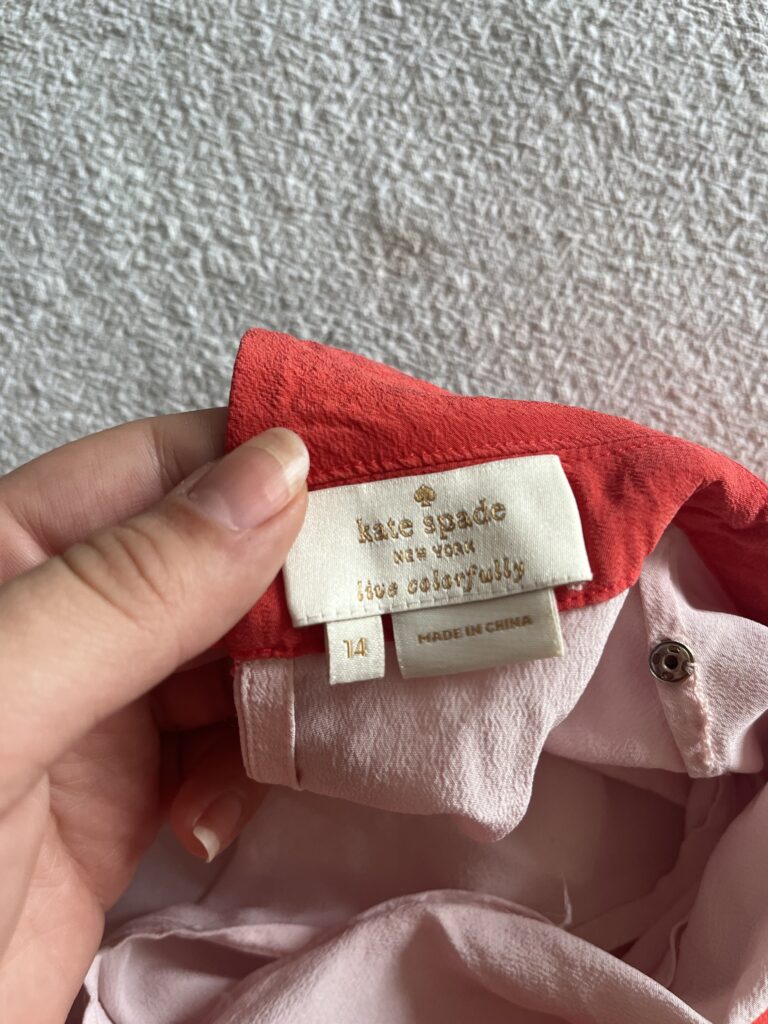 kate spade
NEW YORK
live colorfully
14
MADE IN CHINA